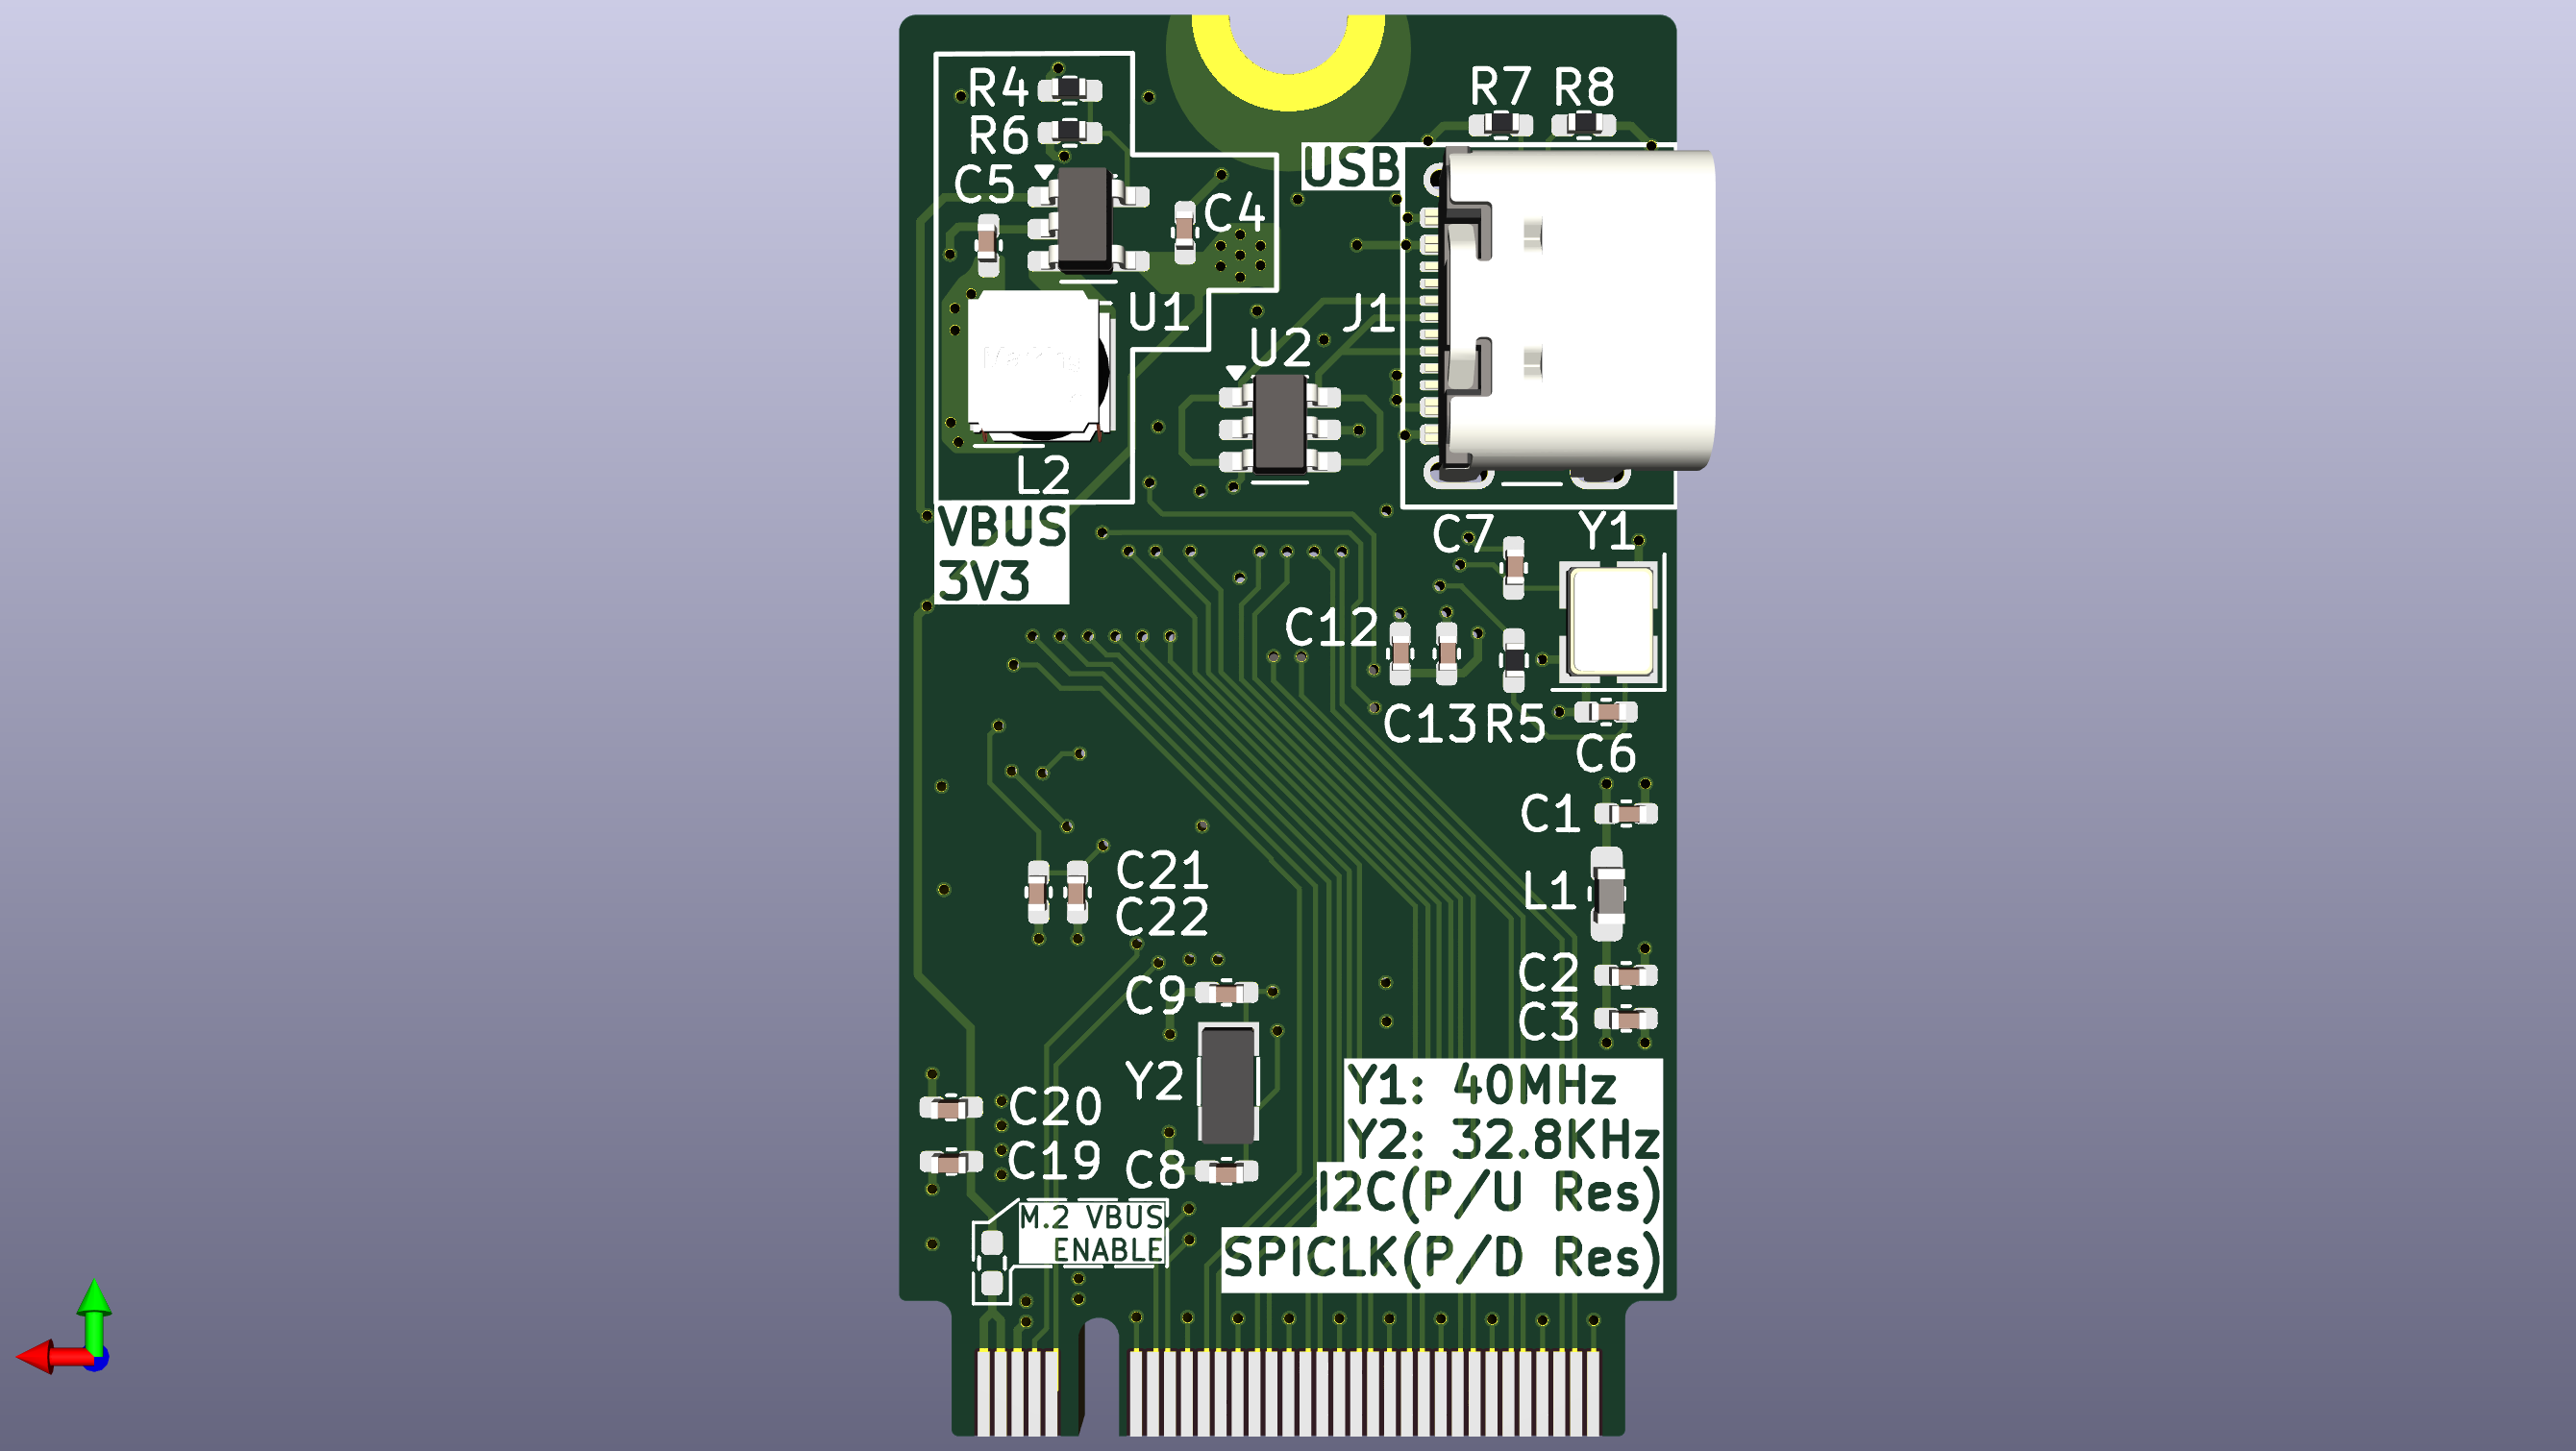 R4
R6
C5
C4
U1
L2
VBUS
3V3
R7 R8
USB
J1
U2
C7 Y1
C12
C13 R5
C6
C1
L1
C2
C3
C21
C22
C9
Y2
C8
C20
C19
M.2 VBUS
ENABLE
Y1: 40MHz
Y2: 32.8KHz
I2C(P/U Res)
SPICLK(P/D Res)